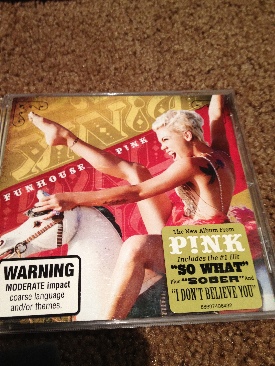 FUNHOUSE P!NK
The New Album From
P!NK
Includes the #1 Hit
"SO WHAT"
Plus "SOBER" and
"I DON'T BELIEVE YOU"
WARNING
MODERATE impact
coarse language
and/or themes.